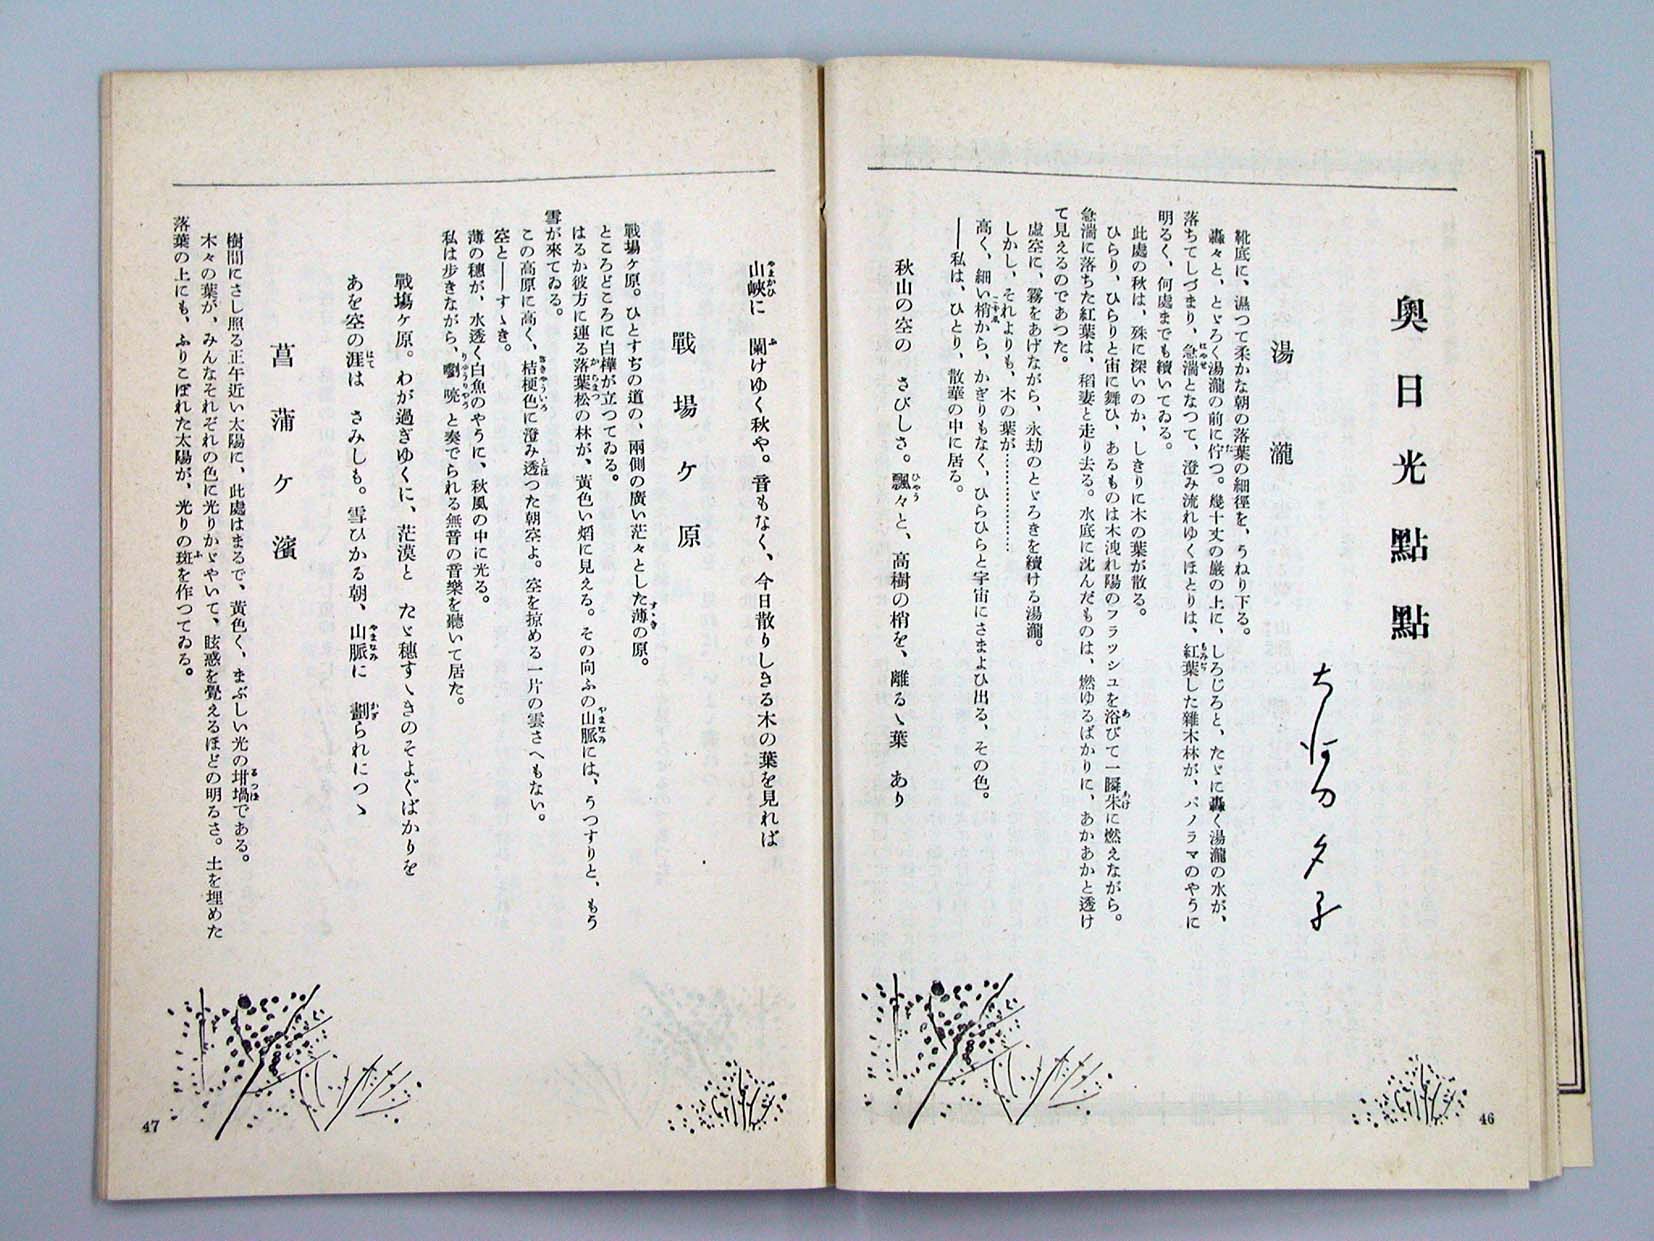 奥日光點點
夕子
湯瀧
靴底に、濕つて柔かな朝の落葉の細徑を、うねり下る。
轟々と、とゞろく湯瀧の前に佇つ。幾十丈の巖の上に、しろじろと、たゞに轟く湯瀧の水が、
落ちてしづまり、急湍となつて、澄み流れゆくほとりは、紅葉した雜木林が、パノラマのやうに
明るく、何處までも續いてゐる。
此處の秋は、殊に深いのか、しきりに木の葉が散る。
ひらり、ひらりと宙に舞ひ、あるものは木洩れ陽のフラッシュを浴びて一瞬朱に燃えながら。
急湍に落ちた紅葉は、稻妻と走り去る。水底に沈んだものは、燃ゆるばかりに、あかあかと透け
て見えるのであつた。
虚空に、霧をあげながら、永劫のとゞろきを續ける湯瀧。
しかし、それよりも、木の葉が…………………
高く、細い梢から、かぎりもなく、ひらひらと宇宙にさまよひ出る、その色。
――私は、ひとり、散華の中に居る。
秋山の空の　さびしさ。飄々と、高樹の梢を、離るゝ葉　あり
46
山峽に　闌けゆく秋や。音もなく、今日散りしきる木の葉を見れば
戰場ケ原
戰場ケ原。ひとすぢの道の、兩側の廣い茫々とした薄の原。
ところどころに白樺が立つてゐる。
はるか彼方に連る落葉松の林が、黄色い焰に見える。その向ふの山脈には、うつすりと、もう
雪が來てゐる。
この高原に高く、桔梗色に澄み透つた朝空よ。空を掠める一片の雲さへもない。
空と――すゝき。
薄の穗が、水透く白魚のやうに、秋風の中に光る。
私は歩きながら、嚠喨と奏でられる無音の音樂を聽いて居た。
戰場ケ原。わが過ぎゆくに、茫漠と　たゞ穗すゝきのそよぐばかりを
あを空の涯は　さみしも。雪ひかる朝、山脈に　劃られにつゝ
菖蒲ケ濱
樹間にさし照る正午近い太陽に、此處はまるで、黄色く、まぶしい光の坩堝である。
木々の葉が、みんなそれぞれの色に光りかゞやいて、眩惑を覺えるほどの明るさ。土を埋めた
落葉の上にも、ふりこぼれた太陽が、光りの斑を作つてゐる。
47